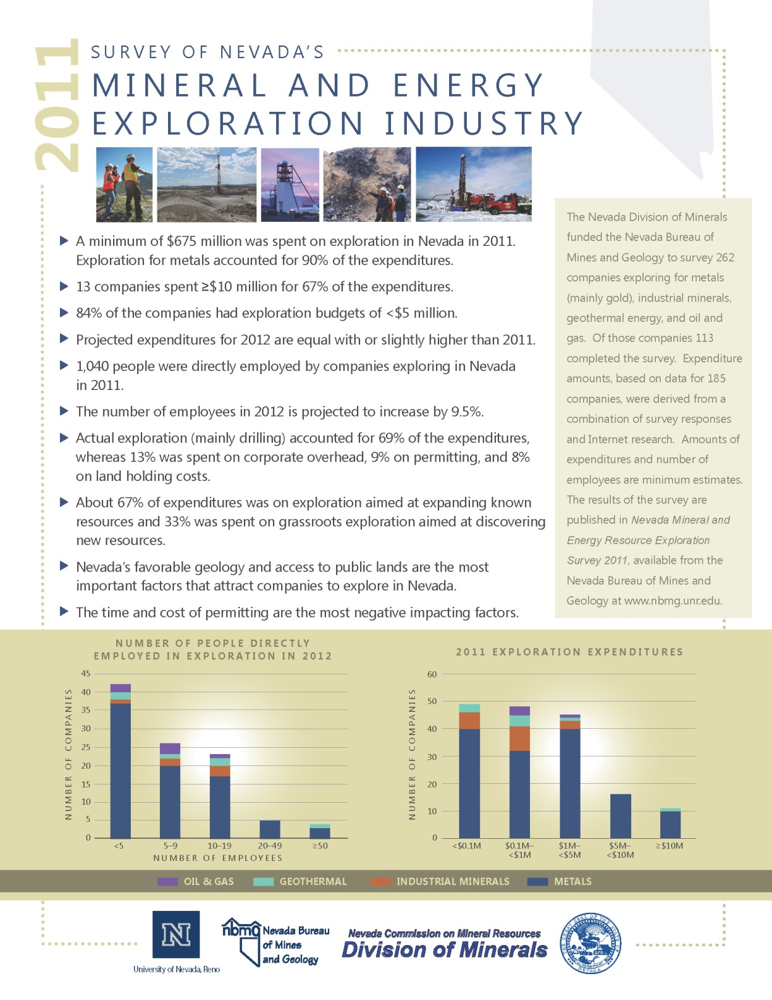 2011
SURVEY OF NEVADA'S
MINERAL AND ENERGY
EXPLORATION INDUSTRY
▶ A minimum of $675 million was spent on exploration in Nevada in 2011.
Exploration for metals accounted for 90% of the expenditures.
▶ 13 companies spent ≥$10 million for 67% of the expenditures.
▶ 84% of the companies had exploration budgets of <$5 million.
▶ Projected expenditures for 2012 are equal with or slightly higher than 2011.
▶ 1,040 people were directly employed by companies exploring in Nevada
in 2011.
▶ The number of employees in 2012 is projected to increase by 9.5%.
▶ Actual exploration (mainly drilling) accounted for 69% of the expenditures,
whereas 13% was spent on corporate overhead, 9% on permitting, and 8%
on land holding costs.
▶ About 67% of expenditures was on exploration aimed at expanding known
resources and 33% was spent on grassroots exploration aimed at discovering
new resources.
▶ Nevada's favorable geology and access to public lands are the most
important factors that attract companies to explore in Nevada.
▶ The time and cost of permitting are the most negative impacting factors.
The Nevada Division of Minerals
funded the Nevada Bureau of
Mines and Geology to survey 262
companies exploring for metals
(mainly gold), industrial minerals,
geothermal energy, and oil and
gas. Of those companies 113
completed the survey. Expenditure
amounts, based on data for 185
companies, were derived from a
combination of survey responses
and Internet research. Amounts of
expenditures and number of
employees are minimum estimates.
The results of the survey are
published in Nevada Mineral and
Energy Resource Exploration
Survey 2011, available from the
Nevada Bureau of Mines and
Geology at www.nbmg.unr.edu.
NUMBER OF PEOPLE DIRECTLY
EMPLOYED IN EXPLORATION IN 2012
NUMBER OF COMPANIES
45
40
35
30
25
20
15
10
5
0
<5 5–9 10–19 20–49 ≥50
NUMBER OF EMPLOYEES
2011 EXPLORATION EXPENDITURES
NUMBER OF COMPANIES
60
50
40
30
20
10
0
<$0.1M $0.1M– $1M– $5M– ≥$10M
<$1M <$5M <$10M
OIL & GAS GEOTHERMAL INDUSTRIAL MINERALS METALS
N
University of Nevada, Reno
nbmg Nevada Bureau
of Mines
and Geology
Nevada Commission on Mineral Resources
Division of Minerals
THE GREAT SEAL OF THE STATE OF
NEVADA